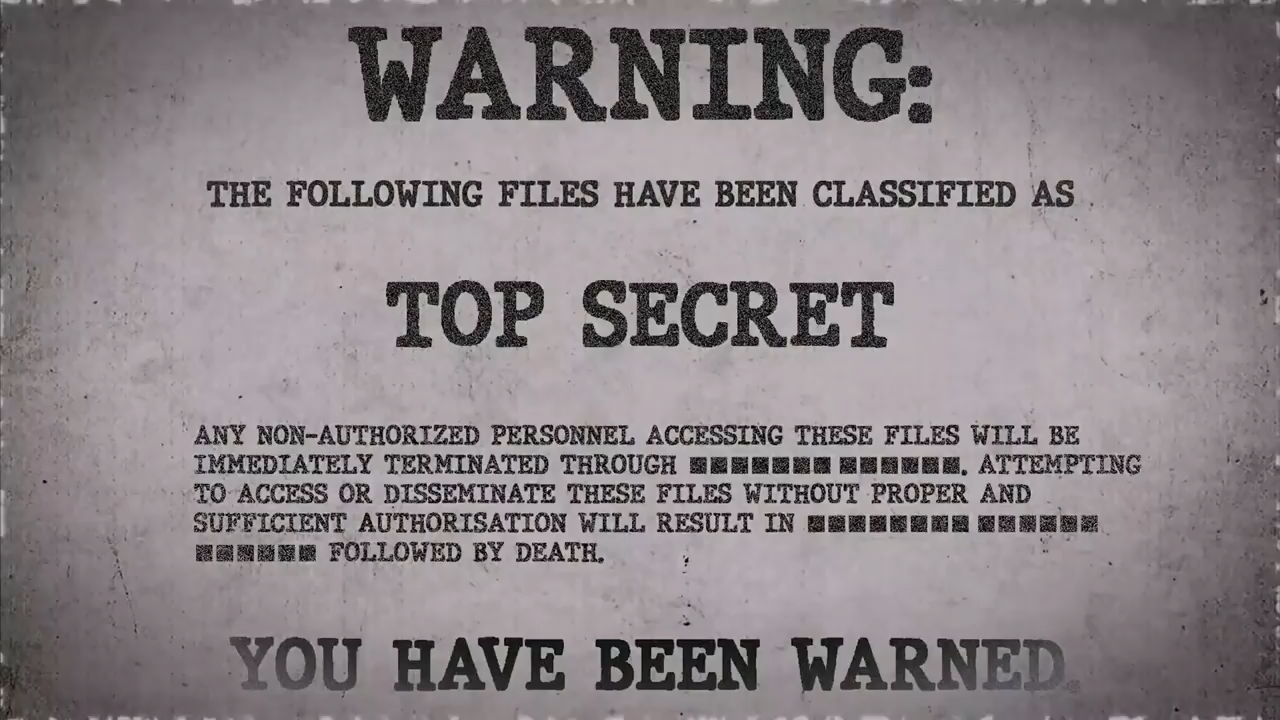 WARNING:
THE FOLLOWING FILES HAVE BEEN CLASSIFIED AS
TOP SECRET
ANY NON-AUTHORIZED PERSONNEL ACCESSING THESE FILES WILL BE
IMMEDIATELY TERMINATED THROUGH ■■■■■■■ ■■■■■■. ATTEMPTING
TO ACCESS OR DISSEMINATE THESE FILES WITHOUT PROPER AND
SUFFICIENT AUTHORISATION WILL RESULT IN ■■■■■■■■ ■■■■■■
■■■■■■ FOLLOWED BY DEATH.
YOU HAVE BEEN WARNED.